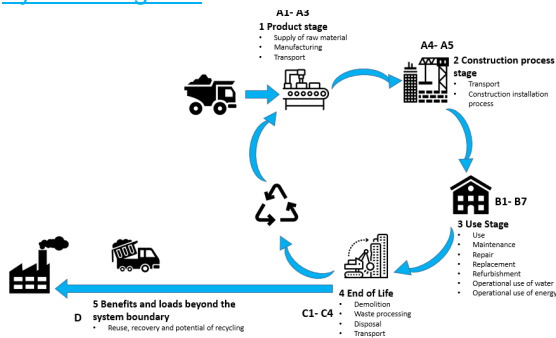 A1- A3
1 Product stage
• Supply of raw material
• Manufacturing
• Transport
A4- A5
2 Construction process
stage
• Transport
• Construction installation
process
B1- B7
3 Use Stage
• Use
• Maintenance
• Repair
• Replacement
• Refurbishment
• Operational use of water
• Operational use of energy
4 End of Life
C1- C4
• Demolition
• Waste processing
• Disposal
• Transport
5 Benefits and loads beyond the
D system boundary
• Reuse, recovery and potential of recycling